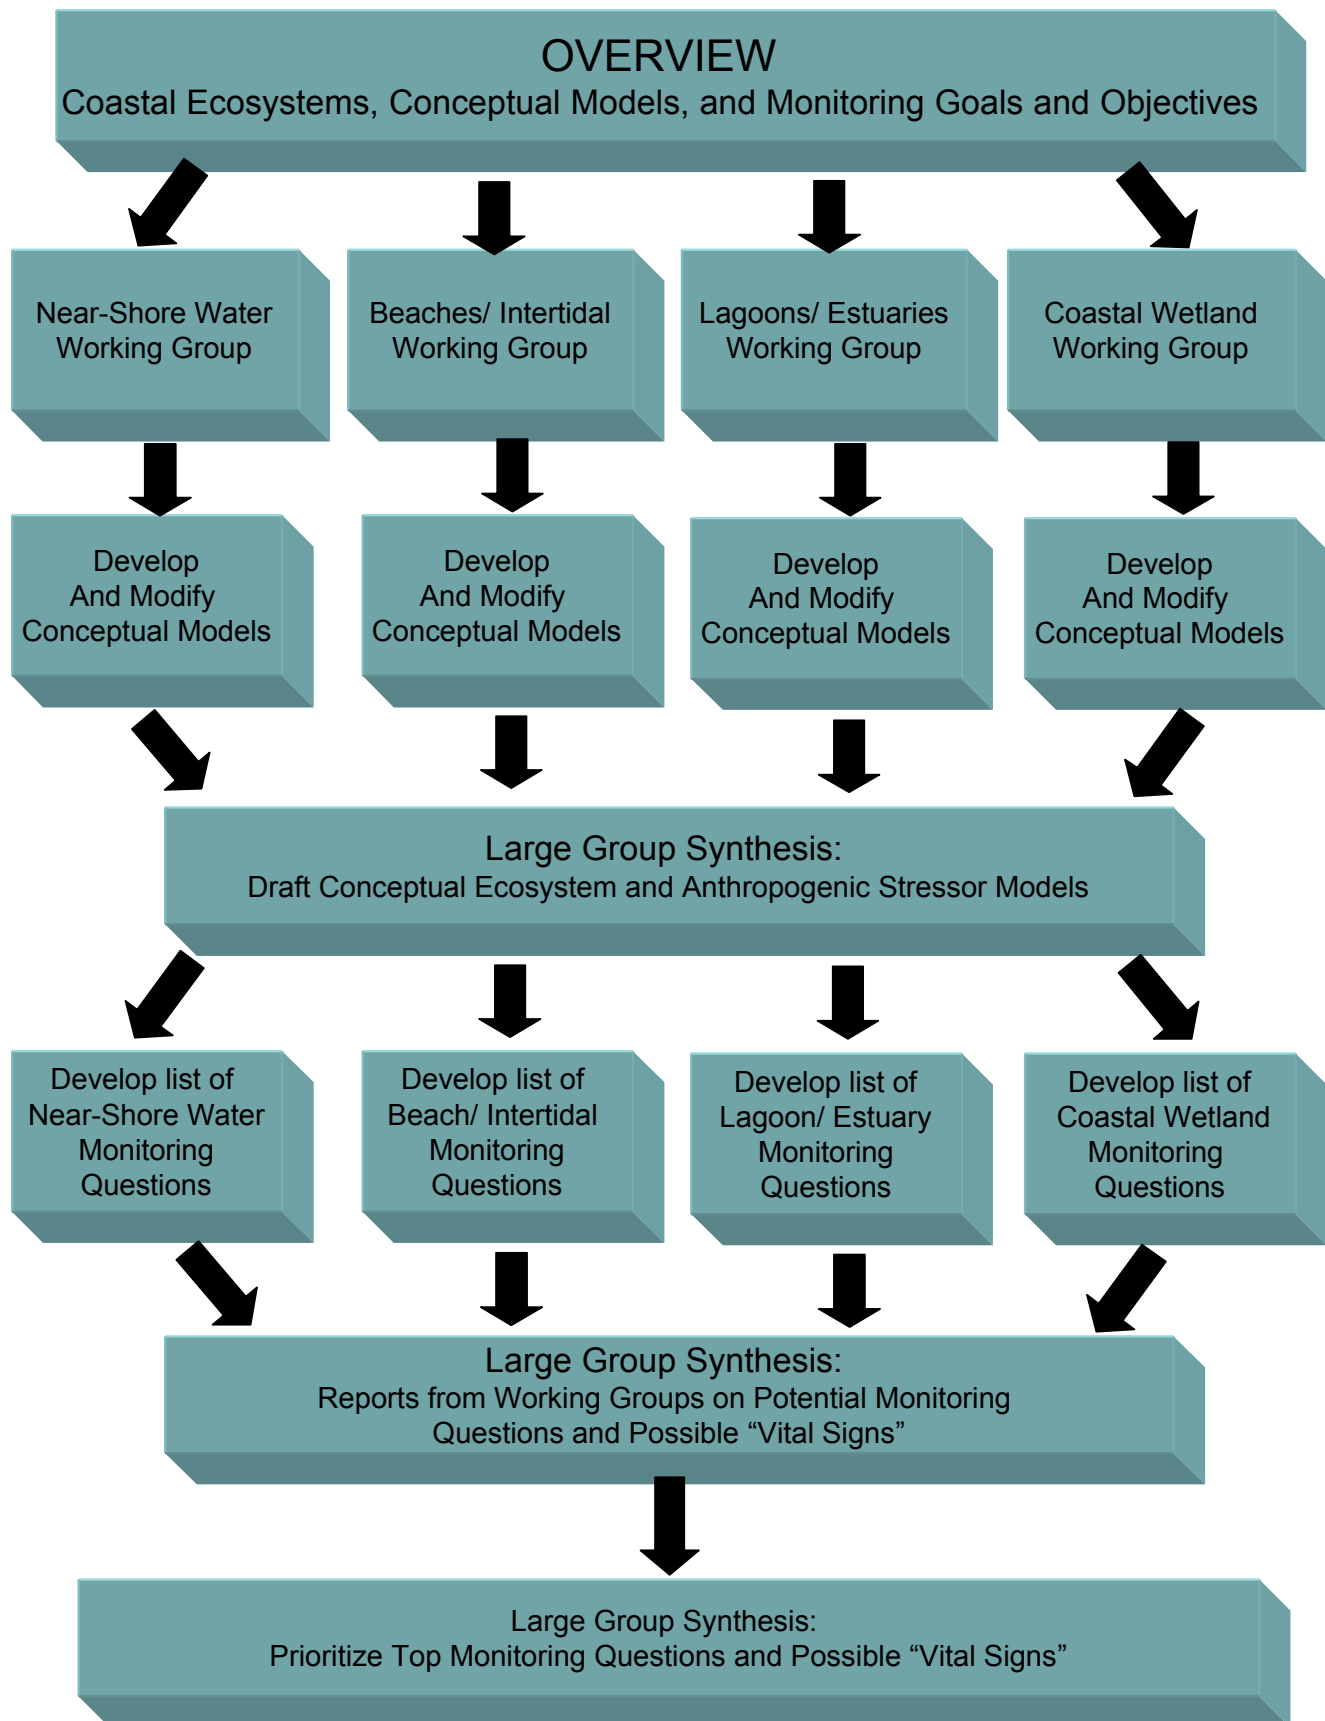 OVERVIEW
Coastal Ecosystems, Conceptual Models, and Monitoring Goals and Objectives
Near-Shore Water
Working Group
Beaches/ Intertidal
Working Group
Lagoons/ Estuaries
Working Group
Coastal Wetland
Working Group
Develop
And Modify
Conceptual Models
Develop
And Modify
Conceptual Models
Develop
And Modify
Conceptual Models
Develop
And Modify
Conceptual Models
Large Group Synthesis:
Draft Conceptual Ecosystem and Anthropogenic Stressor Models
Develop list of
Near-Shore Water
Monitoring
Questions
Develop list of
Beach/ Intertidal
Monitoring
Questions
Develop list of
Lagoon/ Estuary
Monitoring
Questions
Develop list of
Coastal Wetland
Monitoring
Questions
Large Group Synthesis:
Reports from Working Groups on Potential Monitoring
Questions and Possible “Vital Signs”
Large Group Synthesis:
Prioritize Top Monitoring Questions and Possible “Vital Signs”